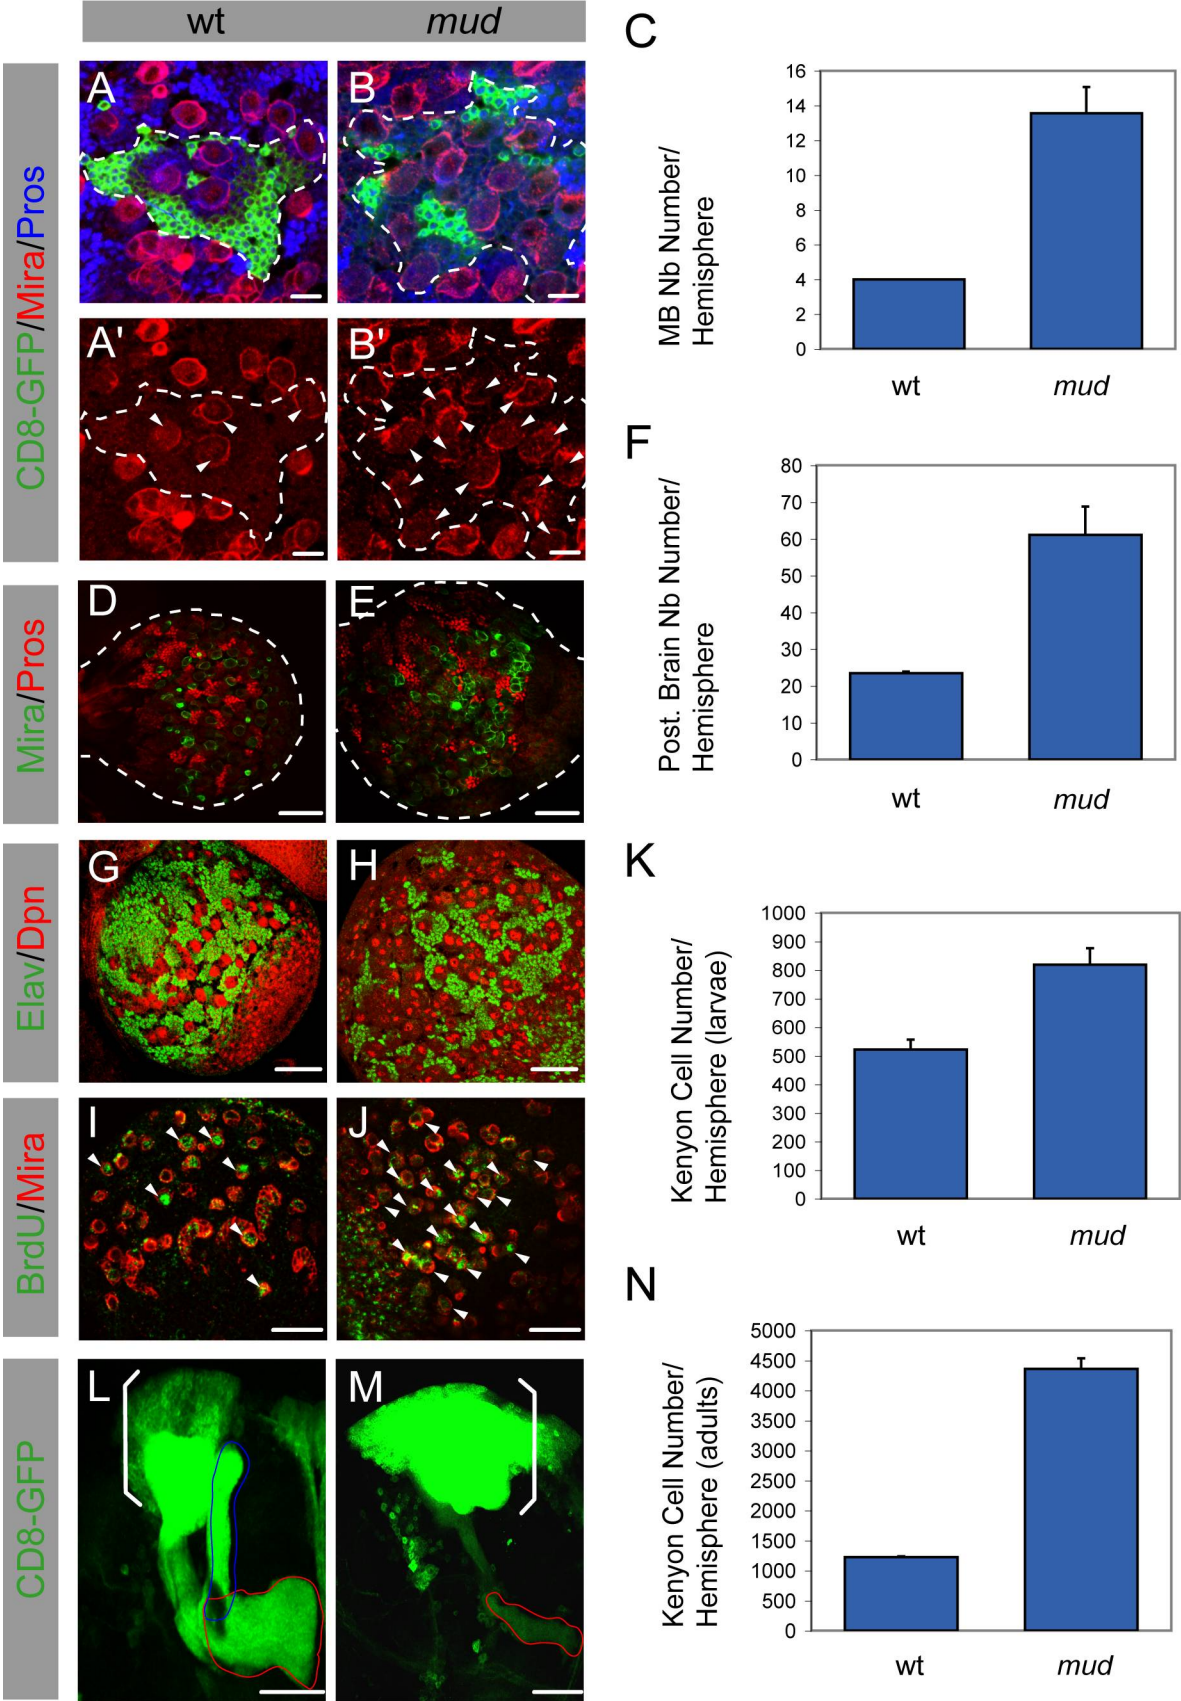 wt
mud
CD8-GFP/Mira/Pros
A
B
A'
B'
C
MB Nb Number/
Hemisphere
16
14
12
10
8
6
4
2
0
wt
mud
Mira/Pros
D
E
F
Post. Brain Nb Number/
Hemisphere
80
70
60
50
40
30
20
10
0
wt
mud
Elav/Dpn
G
H
BrdU/Mira
I
J
K
Kenyon Cell Number/
Hemisphere (larvae)
1000
900
800
700
600
500
400
300
200
100
0
wt
mud
CD8-GFP
L
M
N
Kenyon Cell Number/
Hemisphere (adults)
5000
4500
4000
3500
3000
2500
2000
1500
1000
500
0
wt
mud